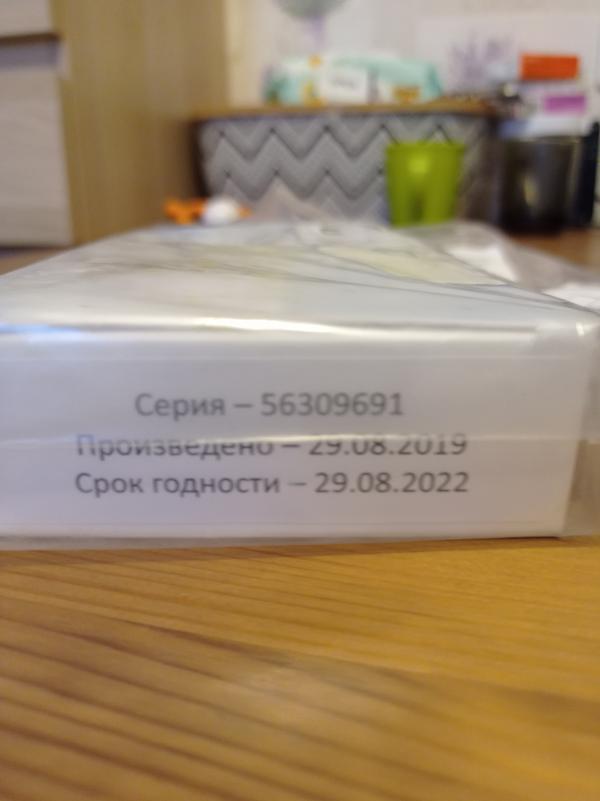 Серия – 56309691
Произведено – 29.08.2019
Срок годности – 29.08.2022